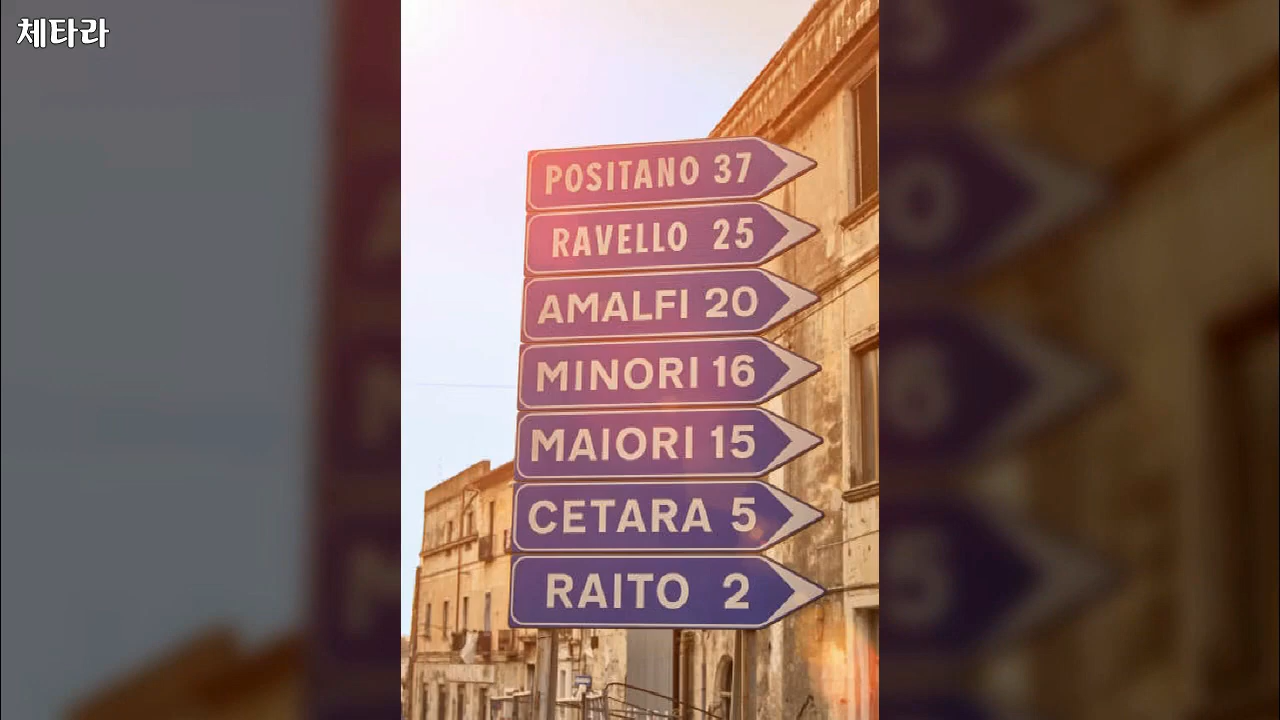 체타라
POSITANO 37
RAVELLO 25
AMALFI 20
MINORI 16
MAIORI 15
CETARA 5
RAITO 2